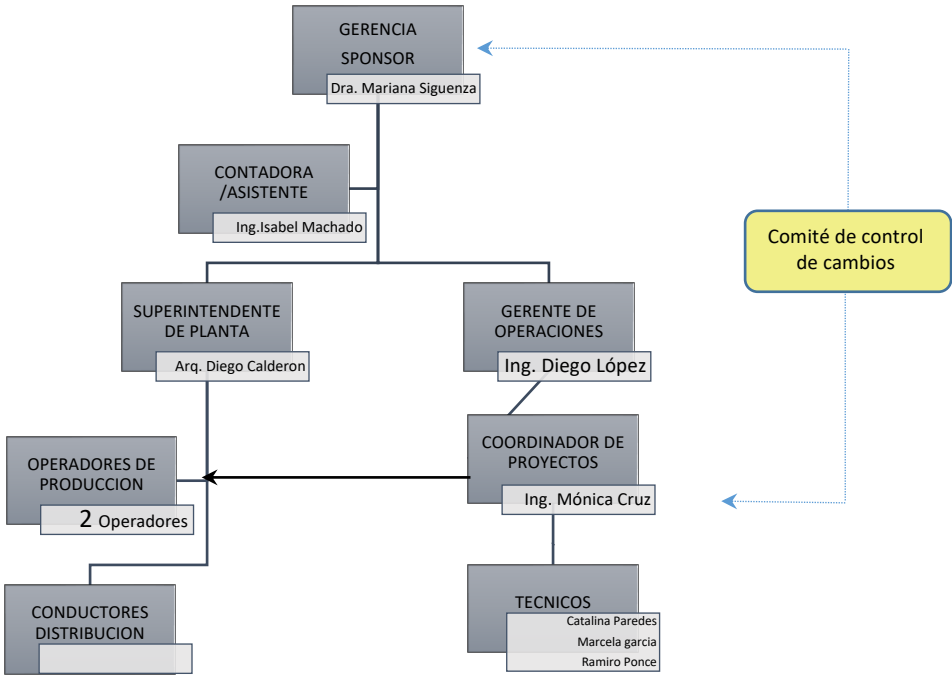 GERENCIA
SPONSOR
Dra. Mariana Siguenza
CONTADORA
/ASISTENTE
Ing.Isabel Machado
Comité de control
de cambios
SUPERINTENDENTE
DE PLANTA
Arq. Diego Calderon
GERENTE DE
OPERACIONES
Ing. Diego López
OPERADORES DE
PRODUCCION
2 Operadores
COORDINADOR DE
PROYECTOS
Ing. Mónica Cruz
CONDUCTORES
DISTRIBUCION
TECNICOS
Catalina Paredes
Marcela garcia
Ramiro Ponce